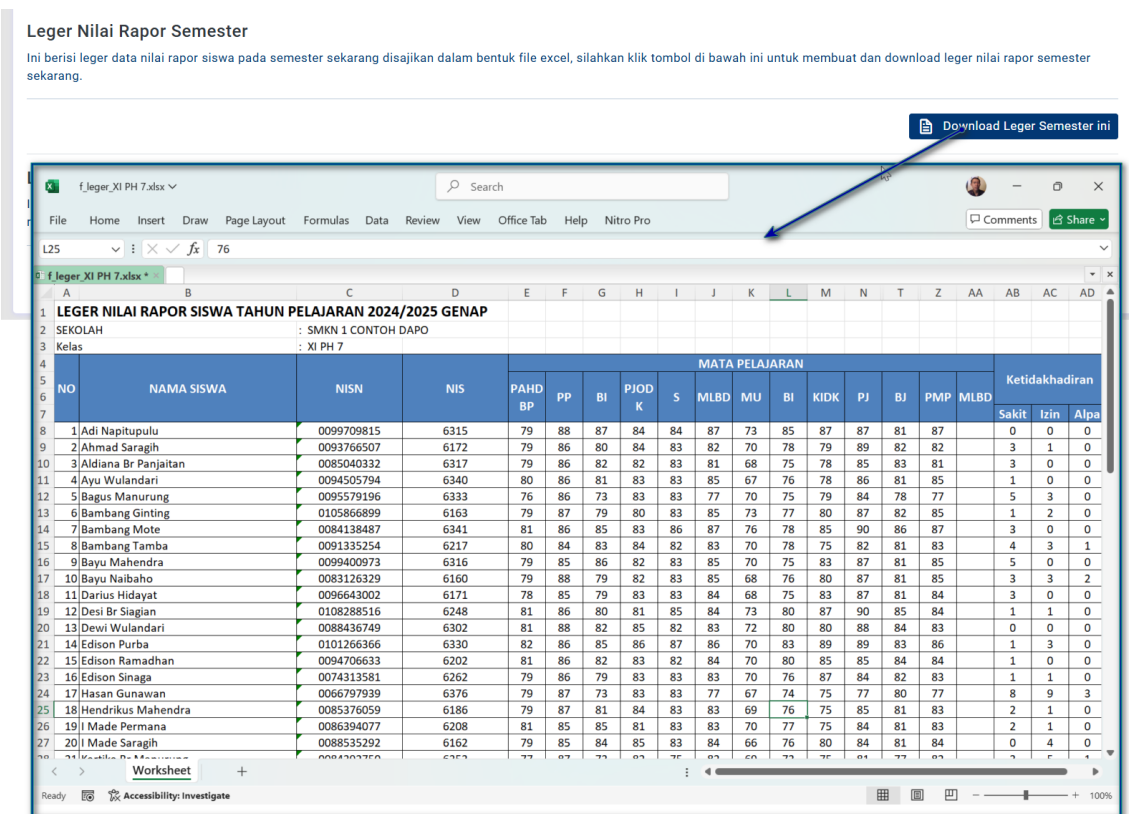 Leger Nilai Rapor Semester
Ini berisi leger data nilai rapor siswa pada semester sekarang disajikan dalam bentuk file excel, silahkan klik tombol di bawah ini untuk membuat dan download leger nilai rapor semester
sekarang.
Download Leger Semester ini
f_leger_XI PH 7.xlsx
Search
File Home Insert Draw Page Layout Formulas Data Review View Office Tab Help Nitro Pro
Comments Share
L25 fx 76
f_leger_XI PH 7.xlsx *
A B C D E F G H I J K L M N T Z AA AB AC AD
1 LEGER NILAI RAPOR SISWA TAHUN PELAJARAN 2024/2025 GENAP
2 SEKOLAH : SMKN 1 CONTOH DAPO
3 Kelas : XI PH 7
4 MATA PELAJARAN
5 Ketidakhadiran
6 NO NAMA SISWA NISN NIS PAHD BP PP BI PJOD K S MLBD MU BI KIDK PJ BJ PMP MLBD
7 Sakit Izin Alpa
8 1 Adi Napitupulu 0099709815 6315 79 88 87 84 84 87 73 85 87 87 81 87 0 0 0
9 2 Ahmad Saragih 0093766507 6172 79 86 80 84 83 82 70 78 79 89 82 82 3 1 0
10 3 Aldiana Br Panjaitan 0085040332 6317 79 86 82 82 83 81 68 75 78 85 83 81 3 0 0
11 4 Ayu Wulandari 0094505794 6340 80 86 81 83 83 85 67 76 78 86 81 85 1 0 0
12 5 Bagus Manurung 0095579196 6333 76 86 73 83 83 77 70 75 79 84 78 77 5 3 0
13 6 Bambang Ginting 0105866899 6163 79 87 79 80 83 85 73 77 80 87 82 85 1 2 0
14 7 Bambang Mote 0084138487 6341 81 86 85 83 86 87 76 78 85 90 86 87 3 0 0
15 8 Bambang Tamba 0091335254 6217 80 84 83 84 82 83 70 78 75 82 81 83 4 3 1
16 9 Bayu Mahendra 0099400973 6316 79 85 86 82 83 85 70 75 83 87 81 85 5 0 0
17 10 Bayu Naibaho 0083126329 6160 79 88 79 82 83 85 68 76 80 87 81 85 3 3 2
18 11 Darius Hidayat 0096643002 6171 78 85 79 83 83 84 68 75 83 87 81 84 3 0 0
19 12 Desi Br Siagian 0108288516 6248 81 86 80 81 85 84 73 80 87 90 85 84 1 1 0
20 13 Dewi Wulandari 0088436749 6302 81 88 82 85 82 83 72 80 80 88 84 83 0 0 0
21 14 Edison Purba 0101266366 6330 82 86 85 86 87 86 70 83 89 89 83 86 1 3 0
22 15 Edison Ramadhan 0094706633 6202 81 86 82 83 82 84 70 80 85 85 84 84 1 0 0
23 16 Edison Sinaga 0074313581 6262 79 86 79 83 83 83 70 76 87 84 82 83 1 1 0
24 17 Hasan Gunawan 0066797939 6376 79 87 73 83 83 77 67 74 75 77 80 77 8 9 3
25 18 Hendrikus Mahendra 0085376059 6186 79 87 81 84 83 83 69 76 75 85 81 83 2 1 0
26 19 I Made Permana 0086394077 6208 81 85 85 81 83 83 70 77 75 84 81 83 2 1 0
27 20 I Made Saragih 0088535292 6162 79 85 84 85 83 84 66 76 80 84 81 84 0 4 0
Worksheet
Ready Accessibility: Investigate 100%